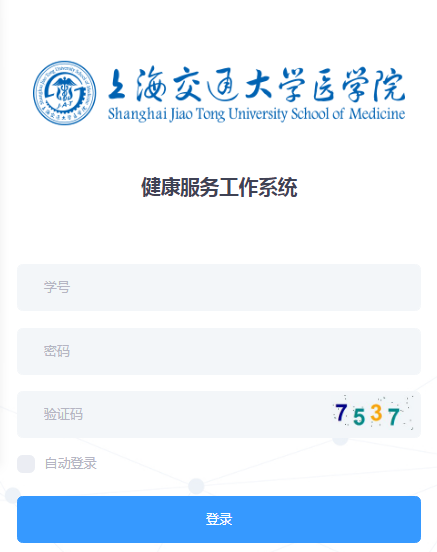 上海交通大学医学院
Shanghai Jiao Tong University School of Medicine
健康服务工作系统
学号
密码
验证码 7537
自动登录
登录